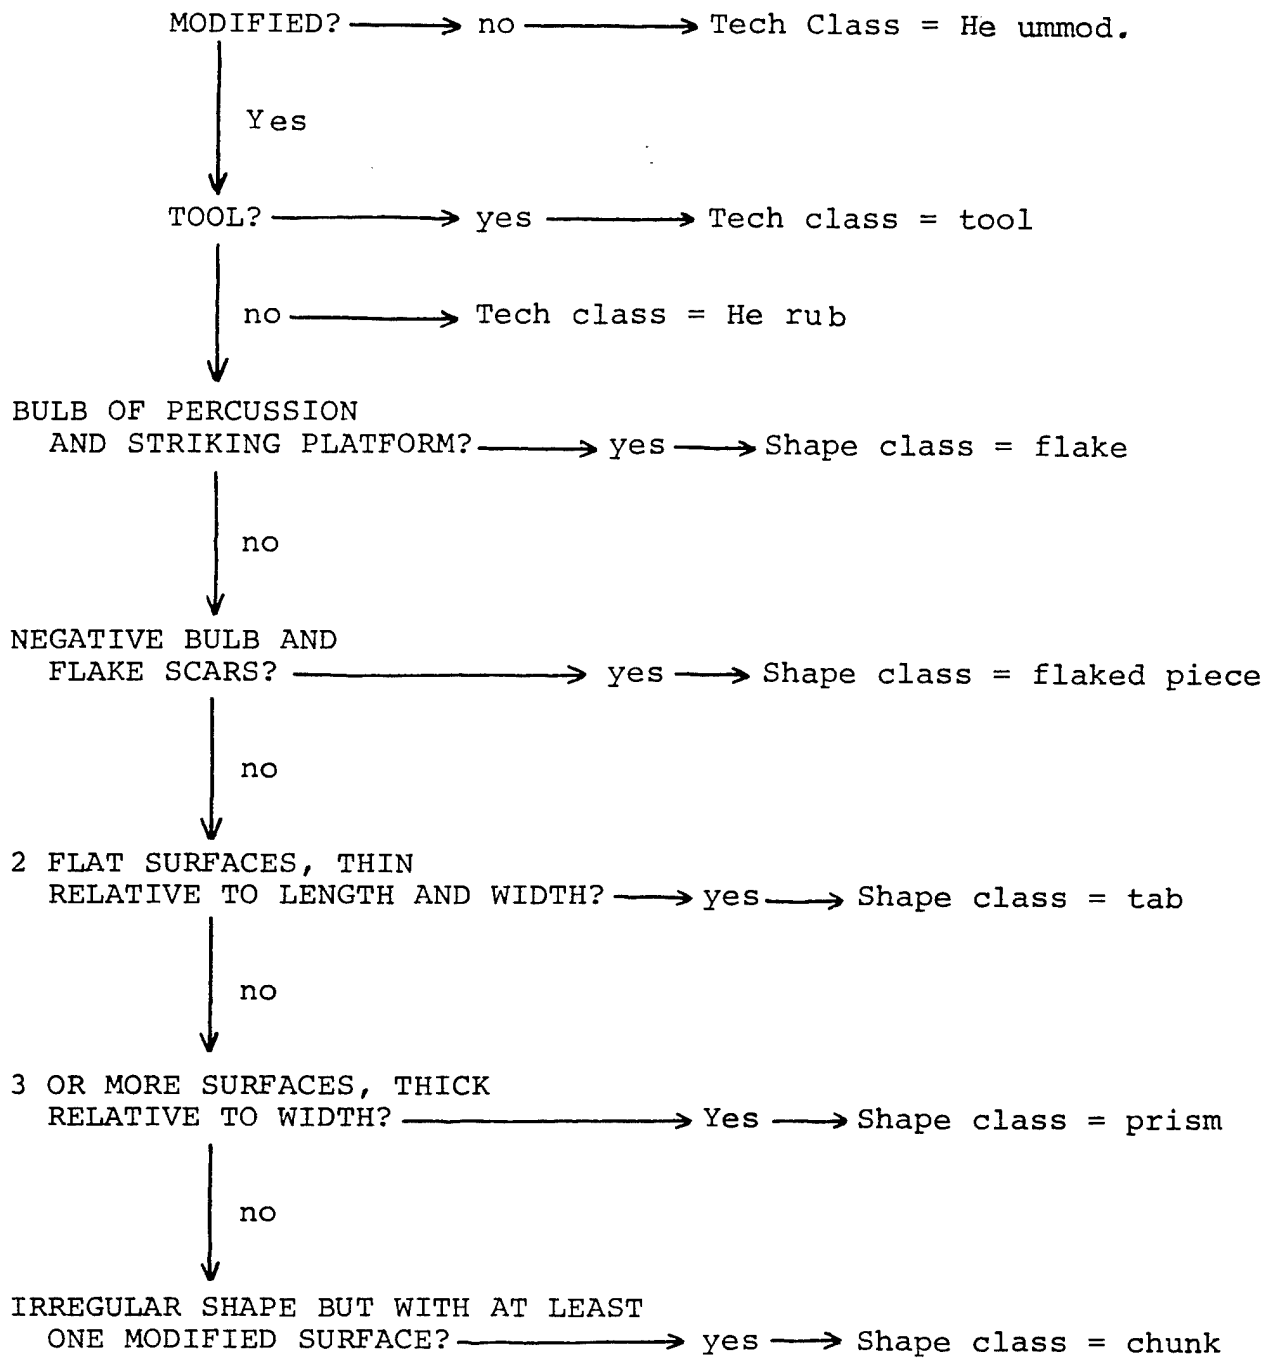 MODIFIED? no Tech Class = He ummod.
Yes
TOOL? yes Tech class = tool
no Tech class = He rub
BULB OF PERCUSSION
AND STRIKING PLATFORM? yes Shape class = flake
no
NEGATIVE BULB AND
FLAKE SCARS? yes Shape class = flaked piece
no
2 FLAT SURFACES, THIN
RELATIVE TO LENGTH AND WIDTH? yes Shape class = tab
no
3 OR MORE SURFACES, THICK
RELATIVE TO WIDTH? Yes Shape class = prism
no
IRREGULAR SHAPE BUT WITH AT LEAST
ONE MODIFIED SURFACE? yes Shape class = chunk